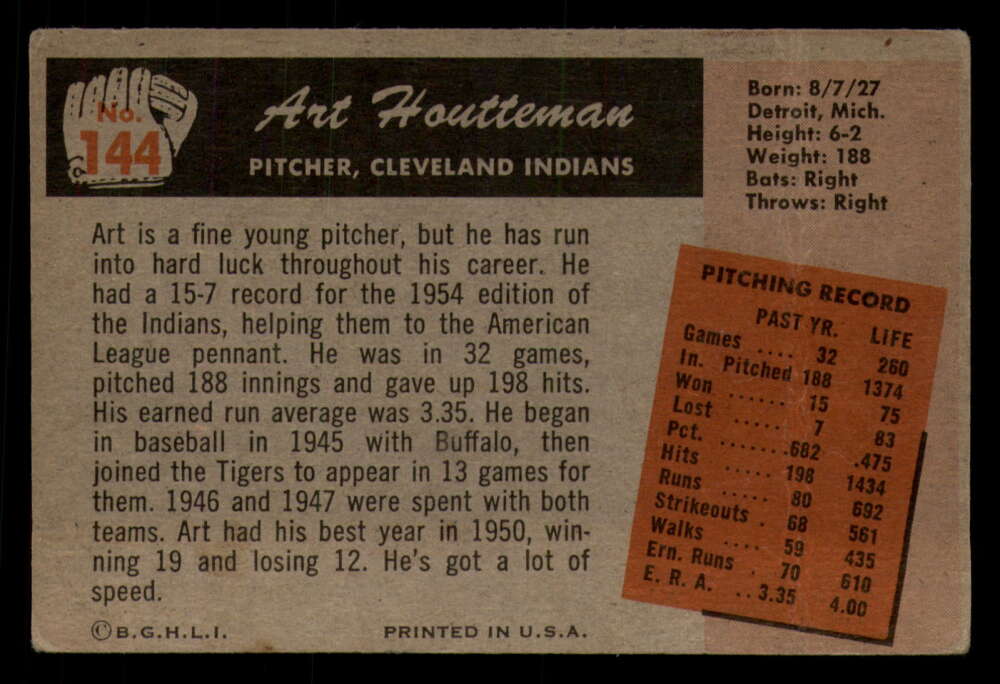 No.
144
Art Houtteman
PITCHER, CLEVELAND INDIANS
Born: 8/7/27
Detroit, Mich.
Height: 6-2
Weight: 188
Bats: Right
Throws: Right
Art is a fine young pitcher, but he has run
into hard luck throughout his career. He
had a 15-7 record for the 1954 edition of
the Indians, helping them to the American
League pennant. He was in 32 games,
pitched 188 innings and gave up 198 hits.
His earned run average was 3.35. He began
in baseball in 1945 with Buffalo, then
joined the Tigers to appear in 13 games for
them. 1946 and 1947 were spent with both
teams. Art had his best year in 1950, win-
ning 19 and losing 12. He's got a lot of
speed.
PITCHING RECORD
PAST YR. LIFE
Games .... 32 260
In. Pitched 188 1374
Won ...... 15 75
Lost ..... 7 83
Pct. ....... .682 .475
Hits ..... 198 1434
Runs ..... 80 692
Strikeouts . 68 561
Walks .... 59 435
Ern. Runs . 70 610
E. R. A. .. 3.35 4.00
© B.G.H.L.I. PRINTED IN U.S.A.